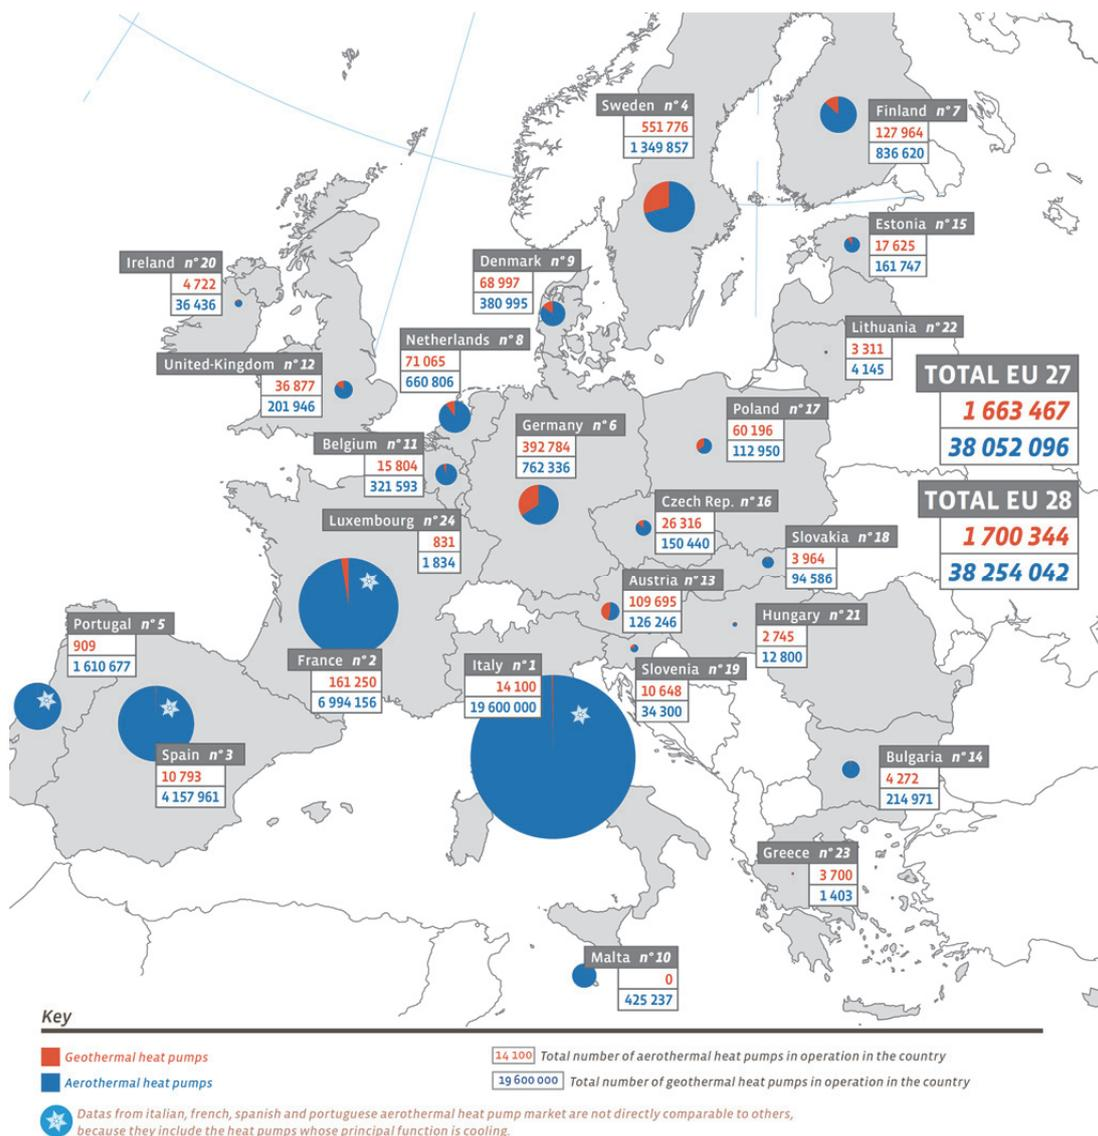 Sweden n°4
551 776
1 349 857
Finland n°7
127 964
836 620
Estonia n°15
17 625
161 747
Ireland n°20
4 722
36 436
Denmark n°9
68 997
380 995
Lithuania n°22
3 311
4 145
Netherlands n°8
71 065
660 806
United-Kingdom n°12
36 877
201 946
TOTAL EU 27
1 663 467
38 052 096
Poland n°17
60 196
112 950
Germany n°6
392 784
762 336
Belgium n°11
15 804
321 593
TOTAL EU 28
1 700 344
38 254 042
Czech Rep. n°16
26 316
150 440
Luxembourg n°24
831
1 834
Slovakia n°18
3 964
94 586
Austria n°13
109 695
126 246
Hungary n°21
2 745
12 800
Portugal n°5
909
1 610 677
France n°2
161 250
6 994 156
Italy n°1
14 100
19 600 000
Slovenia n°19
10 648
34 300
Spain n°3
10 793
4 157 961
Bulgaria n°14
4 272
214 971
Greece n°23
3 700
1 403
Malta n°10
0
425 237
Key
Geothermal heat pumps
14 100 Total number of aerothermal heat pumps in operation in the country
Aerothermal heat pumps
19 600 000 Total number of geothermal heat pumps in operation in the country
Datas from italian, french, spanish and portuguese aerothermal heat pump market are not directly comparable to others,
because they include the heat pumps whose principal function is cooling.